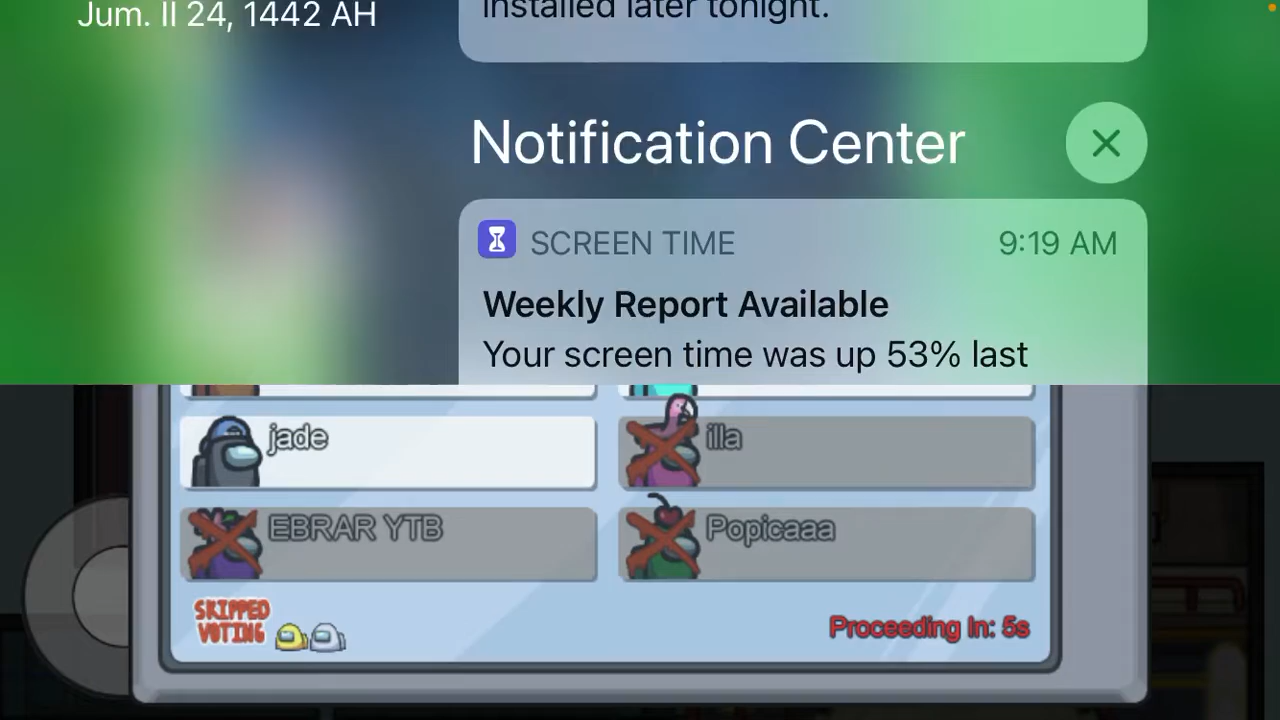 Jum. II 24, 1442 AH
installed later tonight.
Notification Center
SCREEN TIME
9:19 AM
Weekly Report Available
Your screen time was up 53% last
jade
illa
EBRAR YTB
Popicaaa
SKIPPED
VOTING
Proceeding In: 5s